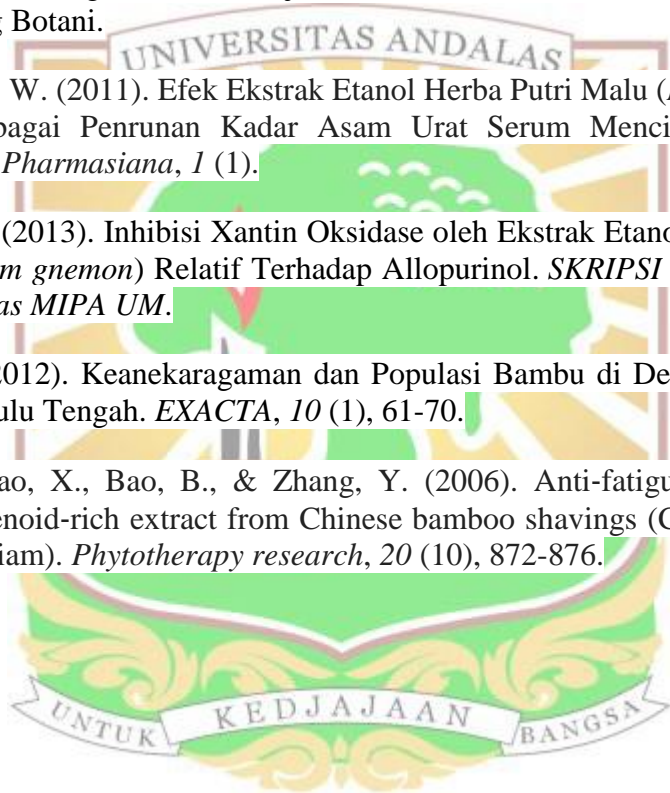 g Botani.
UNIVERSITAS ANDALAS
W. (2011). Efek Ekstrak Etanol Herba Putri Malu (
bagai Penrunan Kadar Asam Urat Serum Menci
Pharmasiana, 1 (1).
(2013). Inhibisi Xantin Oksidase oleh Ekstrak Etano
m gnemon) Relatif Terhadap Allopurinol. SKRIPSI
as MIPA UM.
2012). Keanekaragaman dan Populasi Bambu di De
ulu Tengah. EXACTA, 10 (1), 61-70.
ao, X., Bao, B., & Zhang, Y. (2006). Anti-fatigu
enoid-rich extract from Chinese bamboo shavings (C
iam). Phytotherapy research, 20 (10), 872-876.
UNTUK KEDJAJAAN BANGSA